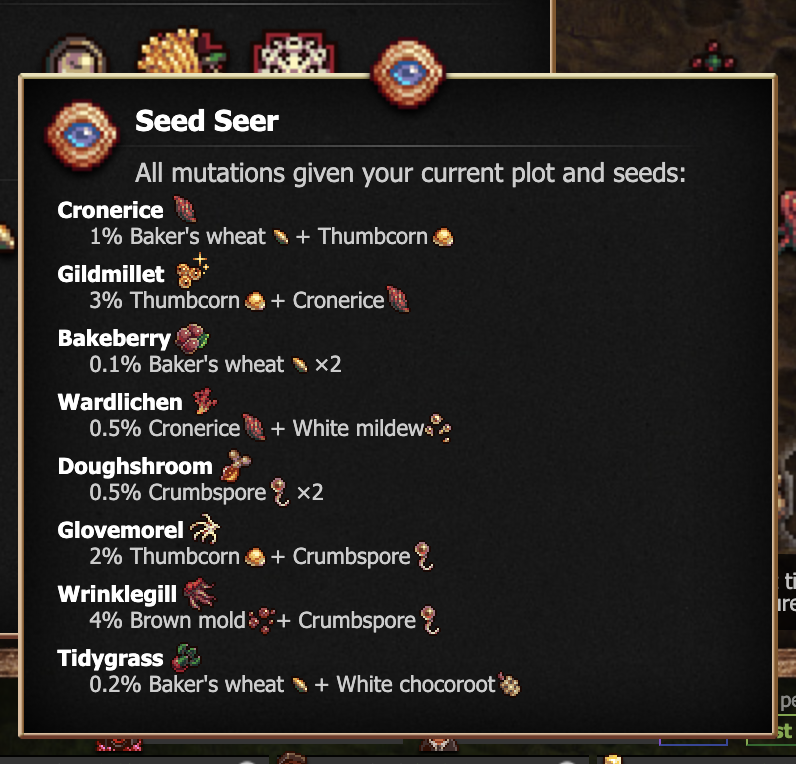 Seed Seer
All mutations given your current plot and seeds:
Cronerice
1% Baker's wheat + Thumbcorn
Gildmillet
3% Thumbcorn + Cronerice
Bakeberry
0.1% Baker's wheat ×2
Wardlichen
0.5% Cronerice + White mildew
Doughshroom
0.5% Crumbspore ×2
Glovemorel
2% Thumbcorn + Crumbspore
Wrinklegill
4% Brown mold + Crumbspore
Tidygrass
0.2% Baker's wheat + White chocoroot